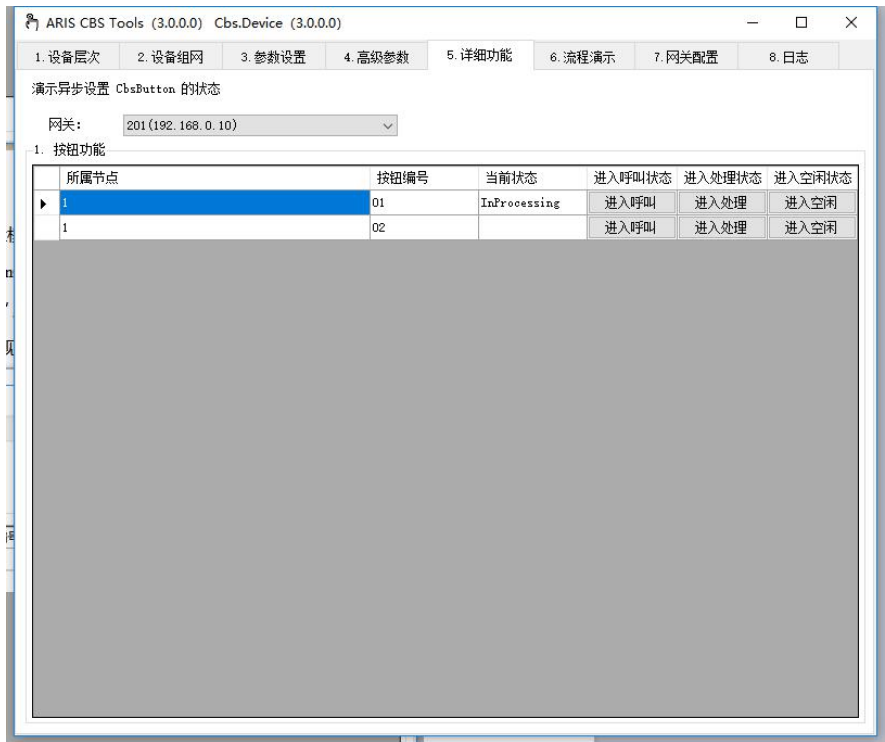 ARIS CBS Tools (3.0.0.0) Cbs.Device (3.0.0.0)
1.设备层次 2.设备组网 3.参数设置 4.高级参数 5.详细功能 6.流程演示 7.网关配置 8.日志
演示异步设置 CbsButton 的状态
网关: 201(192.168.0.10)
1. 按钮功能
所属节点 按钮编号 当前状态 进入呼叫状态 进入处理状态 进入空闲状态
1 01 InProcessing 进入呼叫 进入处理 进入空闲
1 02 进入呼叫 进入处理 进入空闲